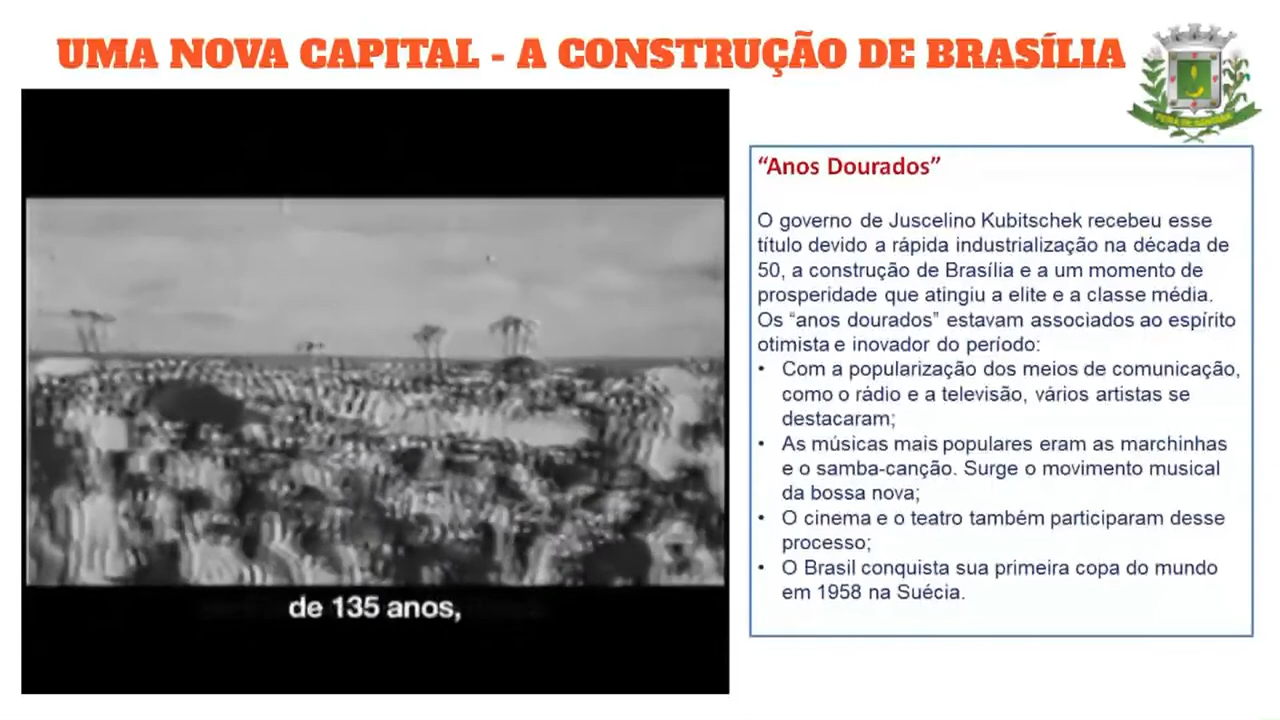 UMA NOVA CAPITAL - A CONSTRUÇÃO DE BRASÍLIA
FEIRA DE SANTANA
“Anos Dourados”
O governo de Juscelino Kubitschek recebeu esse
título devido a rápida industrialização na década de
50, a construção de Brasília e a um momento de
prosperidade que atingiu a elite e a classe média.
Os “anos dourados” estavam associados ao espírito
otimista e inovador do período:
• Com a popularização dos meios de comunicação,
como o rádio e a televisão, vários artistas se
destacaram;
• As músicas mais populares eram as marchinhas
e o samba-canção. Surge o movimento musical
da bossa nova;
• O cinema e o teatro também participaram desse
processo;
• O Brasil conquista sua primeira copa do mundo
em 1958 na Suécia.
de 135 anos,